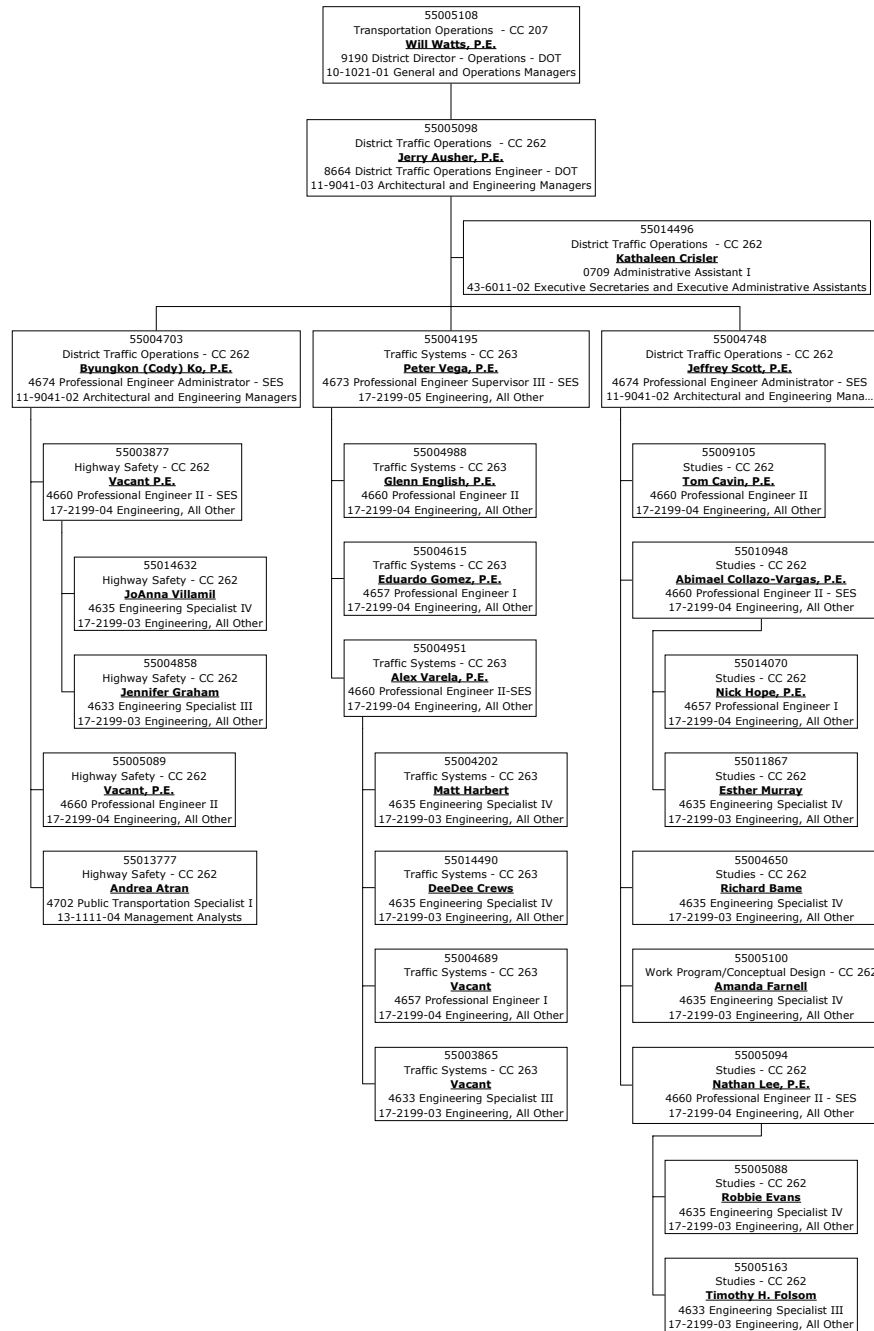 55005108
Transportation Operations - CC 207
Will Watts, P.E.
9190 District Director - Operations - DOT
10-1021-01 General and Operations Managers
55005098
District Traffic Operations - CC 262
Jerry Ausher, P.E.
8664 District Traffic Operations Engineer - DOT
11-9041-03 Architectural and Engineering Managers
55014496
District Traffic Operations - CC 262
Kathaleen Crisler
0709 Administrative Assistant I
43-6011-02 Executive Secretaries and Executive Administrative Assistants
55004703
District Traffic Operations - CC 262
Byungkon (Cody) Ko, P.E.
4674 Professional Engineer Administrator - SES
11-9041-02 Architectural and Engineering Managers
55003877
Highway Safety - CC 262
Vacant P.E.
4660 Professional Engineer II - SES
17-2199-04 Engineering, All Other
55014632
Highway Safety - CC 262
JoAnna Villamil
4635 Engineering Specialist IV
17-2199-03 Engineering, All Other
55004858
Highway Safety - CC 262
Jennifer Graham
4633 Engineering Specialist III
17-2199-03 Engineering, All Other
55005089
Highway Safety - CC 262
Vacant, P.E.
4660 Professional Engineer II
17-2199-04 Engineering, All Other
55013777
Highway Safety - CC 262
Andrea Atran
4702 Public Transportation Specialist I
13-1111-04 Management Analysts
55004195
Traffic Systems - CC 263
Peter Vega, P.E.
4673 Professional Engineer Supervisor III - SES
17-2199-05 Engineering, All Other
55004988
Traffic Systems - CC 263
Glenn English, P.E.
4660 Professional Engineer II
17-2199-04 Engineering, All Other
55004615
Traffic Systems - CC 263
Eduardo Gomez, P.E.
4657 Professional Engineer I
17-2199-04 Engineering, All Other
55004951
Traffic Systems - CC 263
Alex Varela, P.E.
4660 Professional Engineer II-SES
17-2199-04 Engineering, All Other
55004202
Traffic Systems - CC 263
Matt Harbert
4635 Engineering Specialist IV
17-2199-03 Engineering, All Other
55014490
Traffic Systems - CC 263
DeeDee Crews
4635 Engineering Specialist IV
17-2199-03 Engineering, All Other
55004689
Traffic Systems - CC 263
Vacant
4657 Professional Engineer I
17-2199-04 Engineering, All Other
55003865
Traffic Systems - CC 263
Vacant
4633 Engineering Specialist III
17-2199-03 Engineering, All Other
55004748
District Traffic Operations - CC 262
Jeffrey Scott, P.E.
4674 Professional Engineer Administrator - SES
11-9041-02 Architectural and Engineering Mana...
55009105
Studies - CC 262
Tom Cavin, P.E.
4660 Professional Engineer II
17-2199-04 Engineering, All Other
55010948
Studies - CC 262
Abimael Collazo-Vargas, P.E.
4660 Professional Engineer II - SES
17-2199-04 Engineering, All Other
55014070
Studies - CC 262
Nick Hope, P.E.
4657 Professional Engineer I
17-2199-04 Engineering, All Other
55011867
Studies - CC 262
Esther Murray
4635 Engineering Specialist IV
17-2199-03 Engineering, All Other
55004650
Studies - CC 262
Richard Bame
4635 Engineering Specialist IV
17-2199-03 Engineering, All Other
55005100
Work Program/Conceptual Design - CC 262
Amanda Farnell
4635 Engineering Specialist IV
17-2199-03 Engineering, All Other
55005094
Studies - CC 262
Nathan Lee, P.E.
4660 Professional Engineer II - SES
17-2199-04 Engineering, All Other
55005088
Studies - CC 262
Robbie Evans
4635 Engineering Specialist IV
17-2199-03 Engineering, All Other
55005163
Studies - CC 262
Timothy H. Folsom
4633 Engineering Specialist III
17-2199-03 Engineering, All Other